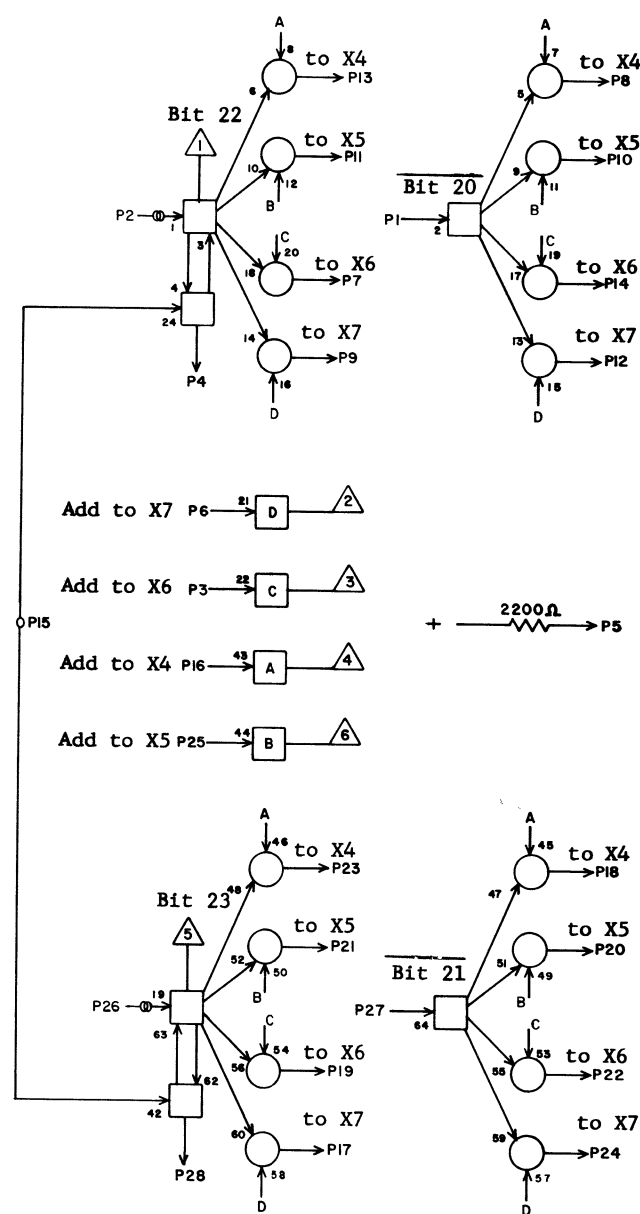 A
8
to X4
P13
6
Bit 22
1
to X5
P11
10
12
B
P2
1
3
C
20
to X6
P7
18
4
24
to X7
14
P9
16
P4
D
A
7
to X4
P8
5
to X5
P10
9
11
Bit 20
B
P1
2
C
19
to X6
17
P14
to X7
13
P12
15
D
Add to X7 P6 21 D 2
Add to X6 P3 22 C 3
P15
+ 2200Ω P5
Add to X4 P16 43 A 4
Add to X5 P25 44 B 6
A
46
to X4
P23
48
Bit 23
5
to X5
P21
52
50
B
P26
19
63
C
54
to X6
56
P19
62
42
to X7
60
P17
58
P28
D
A
45
to X4
P18
47
to X5
P20
51
49
Bit 21
B
P27
64
C
53
to X6
55
P22
to X7
59
P24
57
D